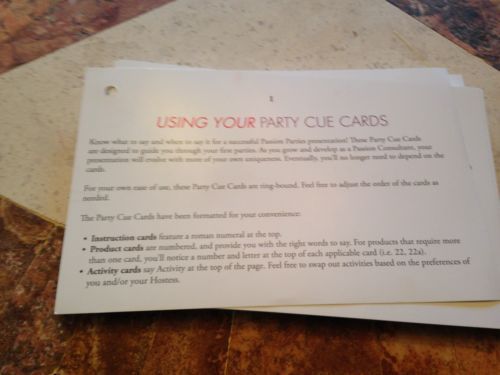 I
USING YOUR PARTY CUE CARDS
Know what to say and when to say it for a successful Passion Parties presentation! These Party Cue Cards
are designed to guide you through your first parties. As you grow and develop as a Passion Consultant, your
presentation will evolve with more of your own uniqueness. Eventually, you'll no longer need to depend on the
cards.
For your own ease of use, these Party Cue Cards are ring-bound. Feel free to adjust the order of the cards as
needed.
The Party Cue Cards have been formatted for your convenience:
• Instruction cards feature a roman numeral at the top.
• Product cards are numbered, and provide you with the right words to say. For products that require more
than one card, you'll notice a number and letter at the top of each applicable card (i.e. 22, 22a).
• Activity cards say Activity at the top of the page. Feel free to swap out activities based on the preferences of
you and/or your Hostess.